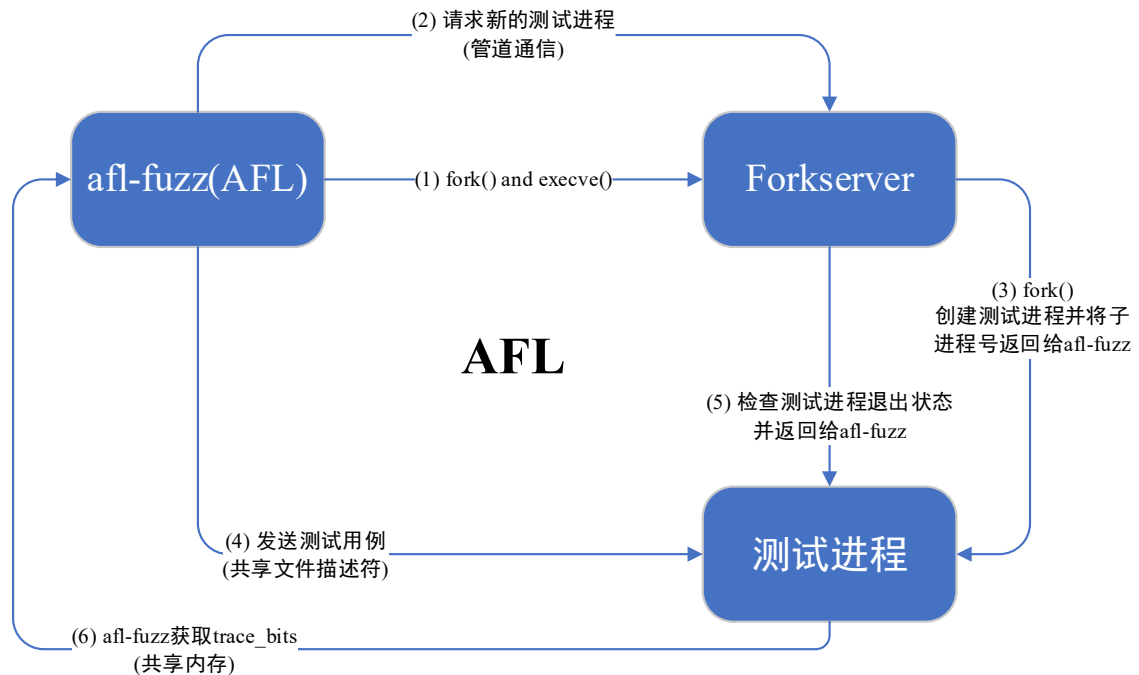 (2) 请求新的测试进程
(管道通信)
afl-fuzz(AFL)
(1) fork() and execve()
Forkserver
(3) fork()
创建测试进程并将子
进程号返回给afl-fuzz
AFL
(5) 检查测试进程退出状态
并返回给afl-fuzz
(4) 发送测试用例
(共享文件描述符)
测试进程
(6) afl-fuzz获取trace_bits
(共享内存)